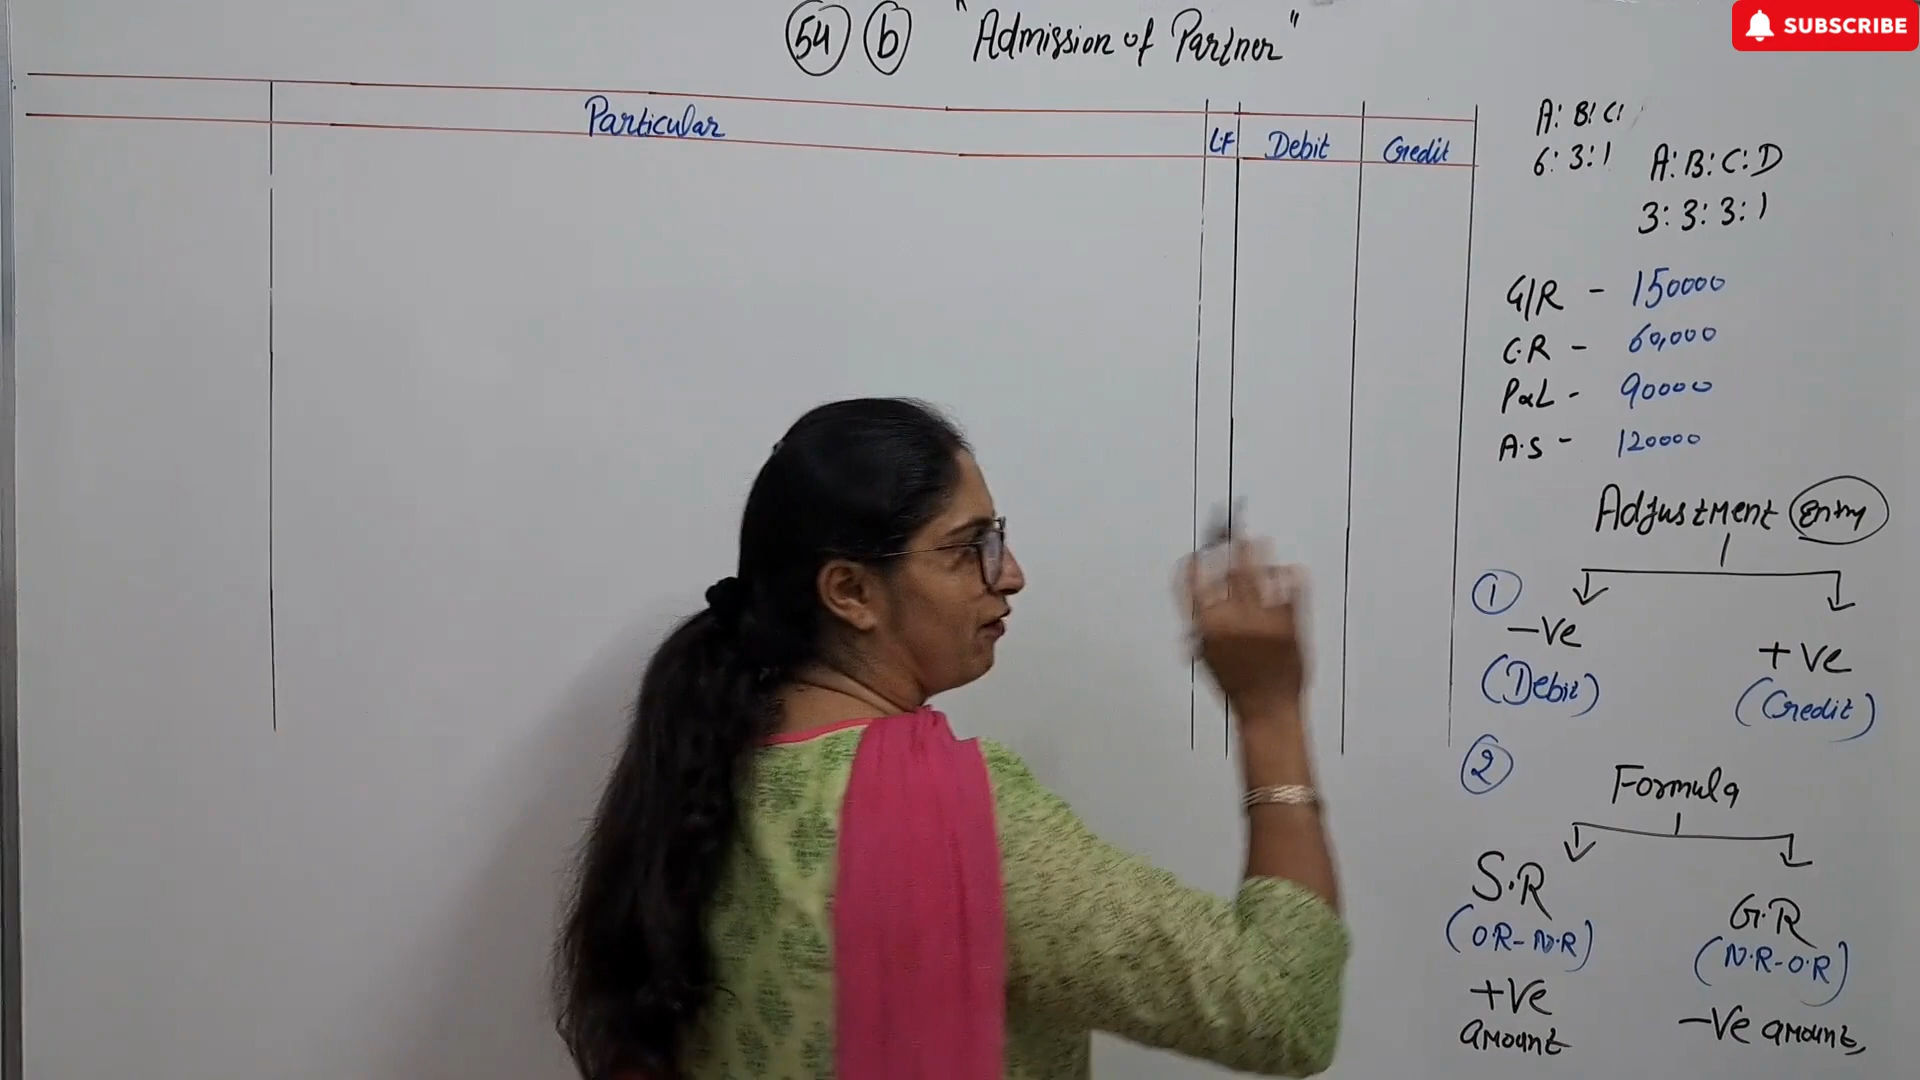 54 b "Admission of Partner"
SUBSCRIBE
Particular L.F Debit Credit
A: B: C:
6: 3: 1
A: B: C: D
3: 3: 3: 1
G/R - 150000
C.R - 60,000
P&L - 90000
A.S - 120000
Adjustment Entry
1
-Ve +Ve
(Debit) (Credit)
2
Formula
S.R G.R
(O.R-N.R) (N.R-O.R)
+Ve -Ve amount
amount